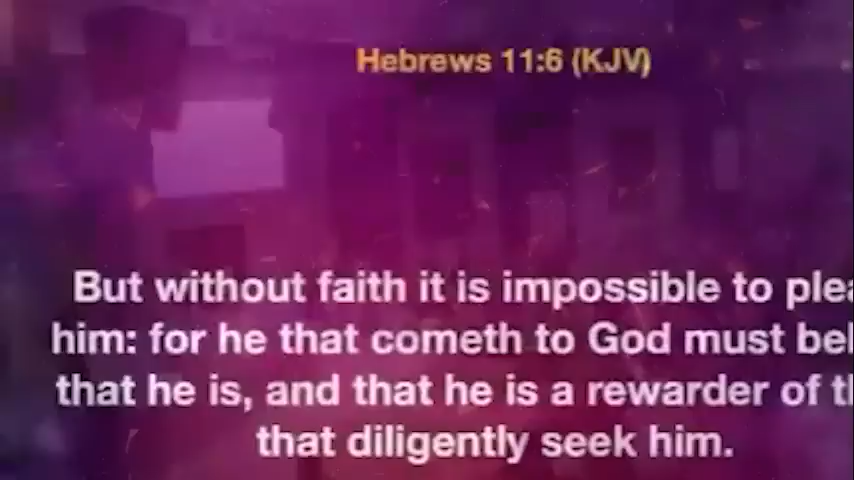 Hebrews 11:6 (KJV)
But without faith it is impossible to plea
him: for he that cometh to God must bel
that he is, and that he is a rewarder of th
that diligently seek him.